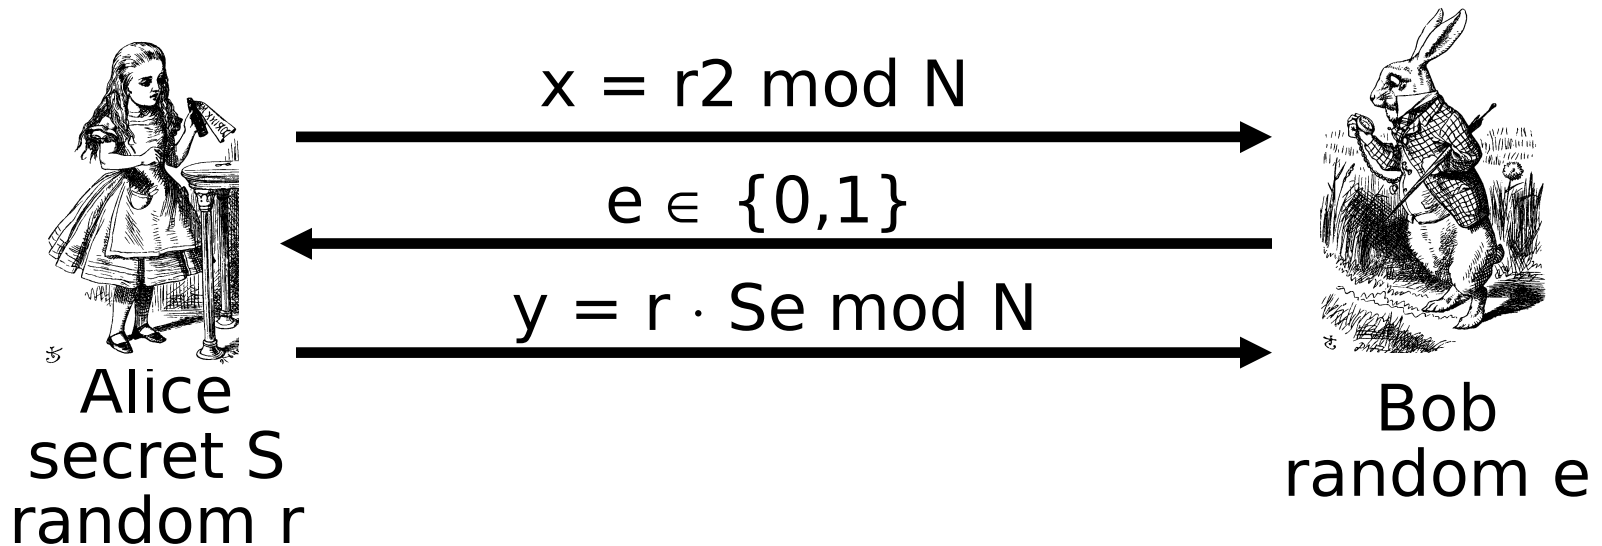 x = r2 mod N
e ∈ {0,1}
y = r · Se mod N
Alice
secret S
random r
Bob
random e